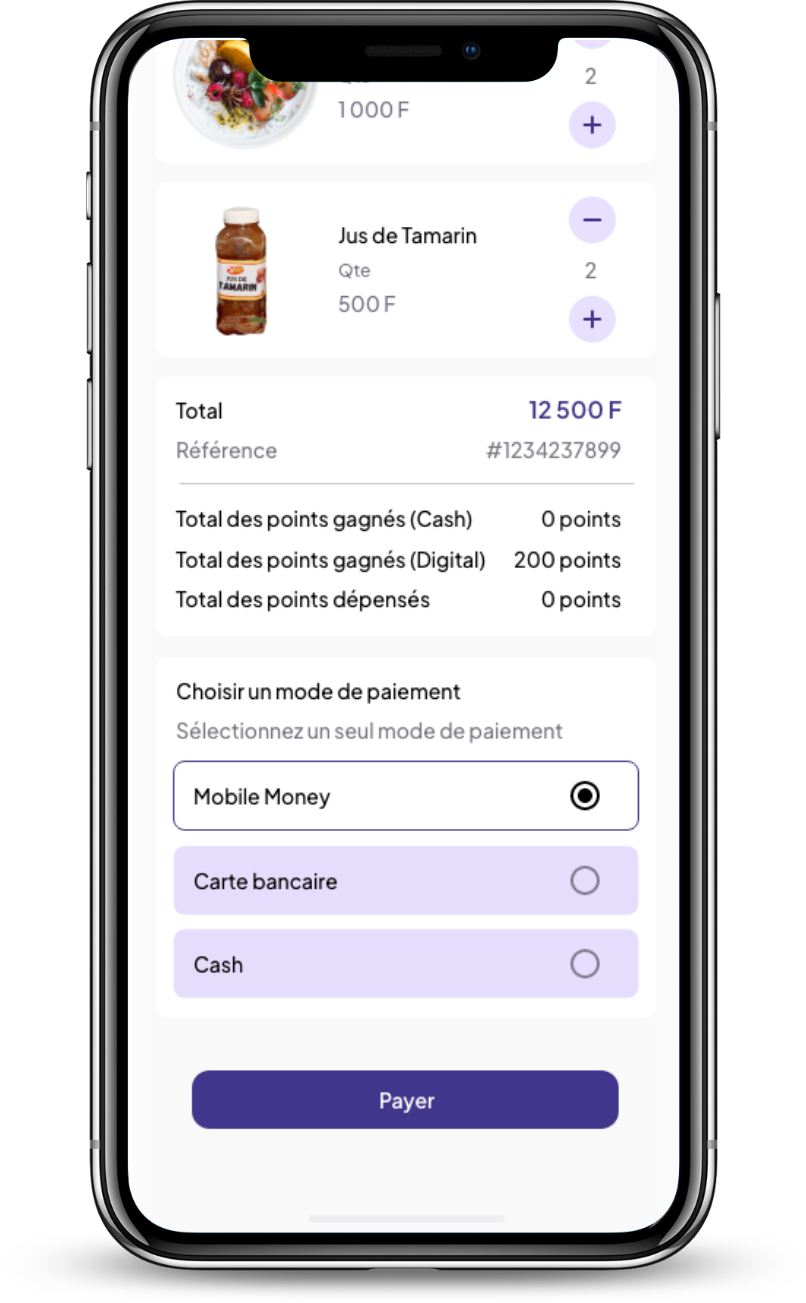 2
1 000 F
+
−
Jus de Tamarin
Qte
2
JUS DE
TAMARIN
500 F
+
Total 12 500 F
Référence #1234237899
Total des points gagnés (Cash) 0 points
Total des points gagnés (Digital) 200 points
Total des points dépensés 0 points
Choisir un mode de paiement
Sélectionnez un seul mode de paiement
Mobile Money
Carte bancaire
Cash
Payer